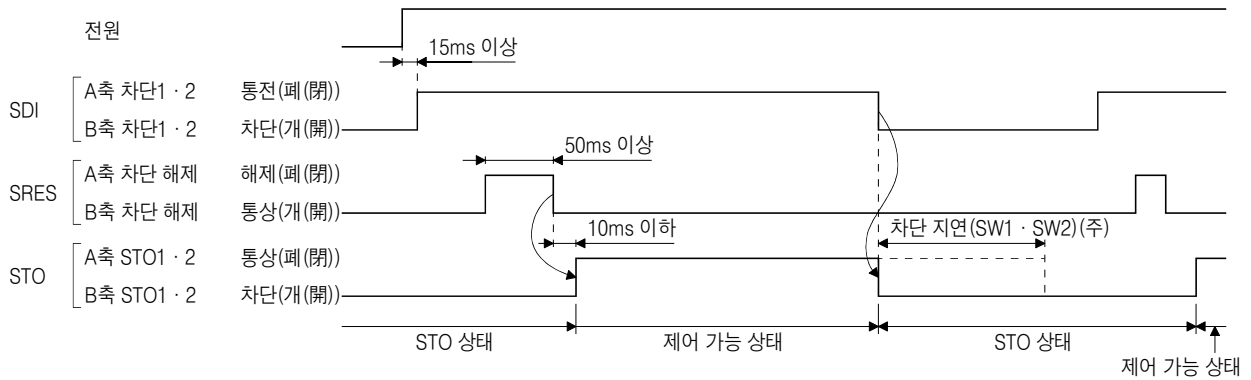 전원
15ms 이상
SDI
A축 차단1 · 2 통전(폐(閉))
B축 차단1 · 2 차단(개(開))
50ms 이상
SRES
A축 차단 해제 해제(폐(閉))
B축 차단 해제 통상(개(開))
10ms 이하
차단 지연(SW1 · SW2)(주)
STO
A축 STO1 · 2 통상(폐(閉))
B축 STO1 · 2 차단(개(開))
STO 상태
제어 가능 상태
STO 상태
제어 가능 상태